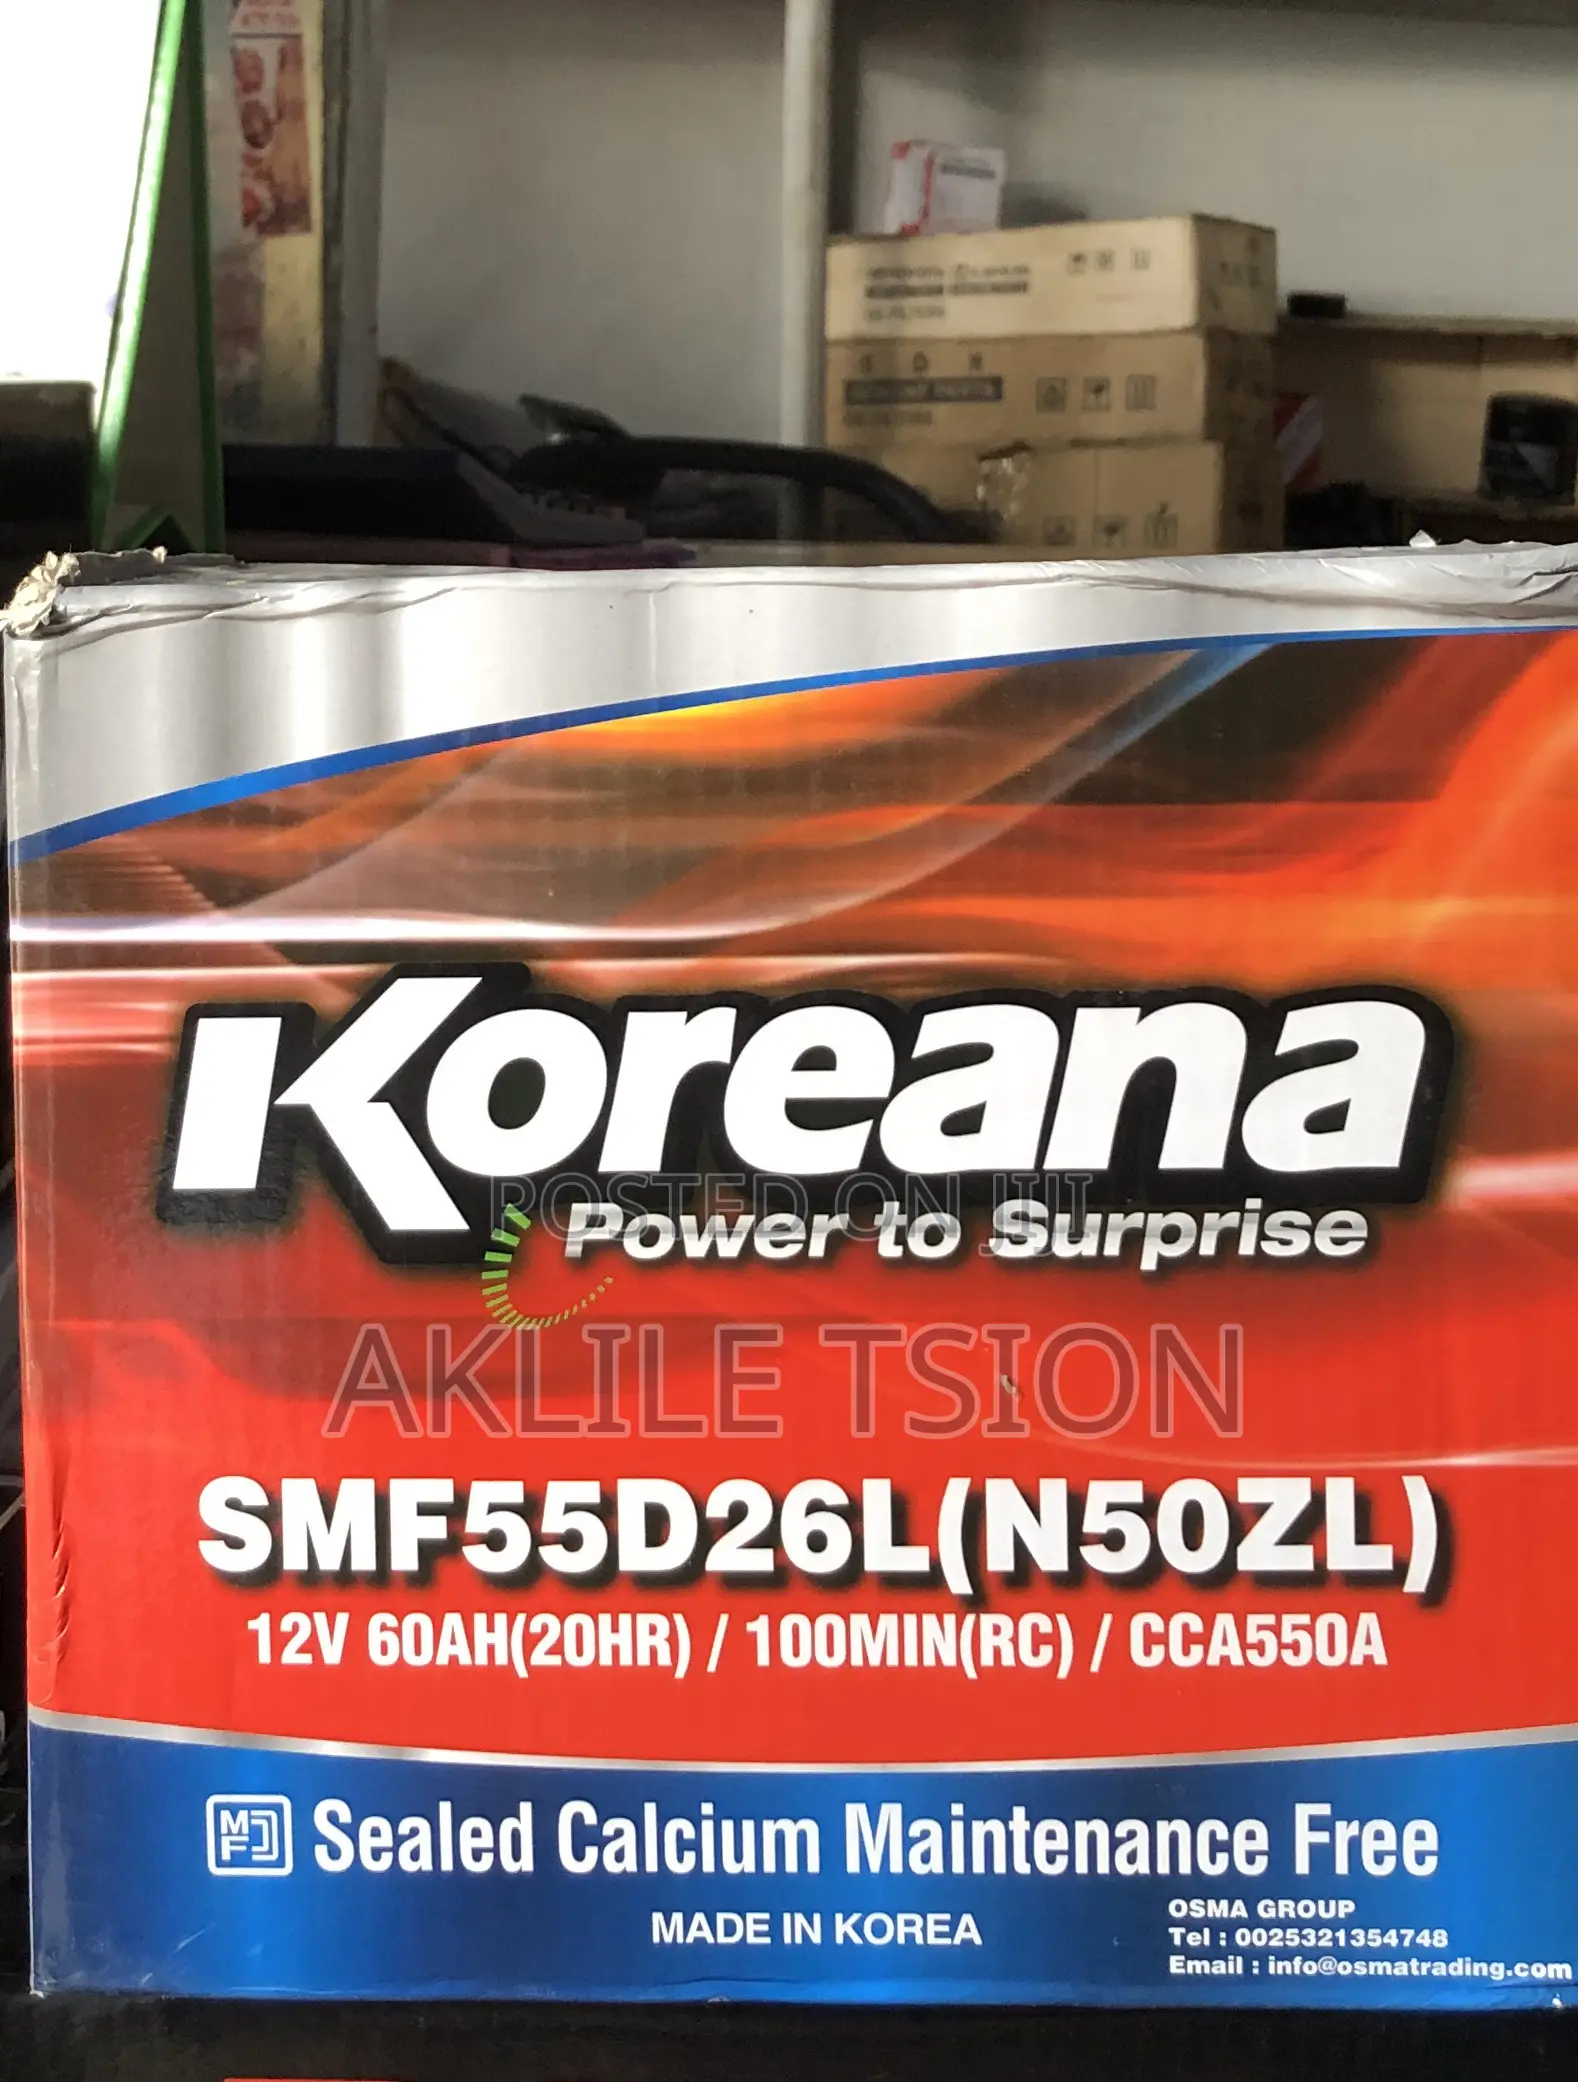 Koreana
Power to Surprise
POSTED ON JIJI
AKLILE TSION
SMF55D26L(N50ZL)
12V 60AH(20HR) / 100MIN(RC) / CCA550A
MF Sealed Calcium Maintenance Free
MADE IN KOREA
OSMA GROUP
Tel : 0025321354748
Email : info@osmatrading.com